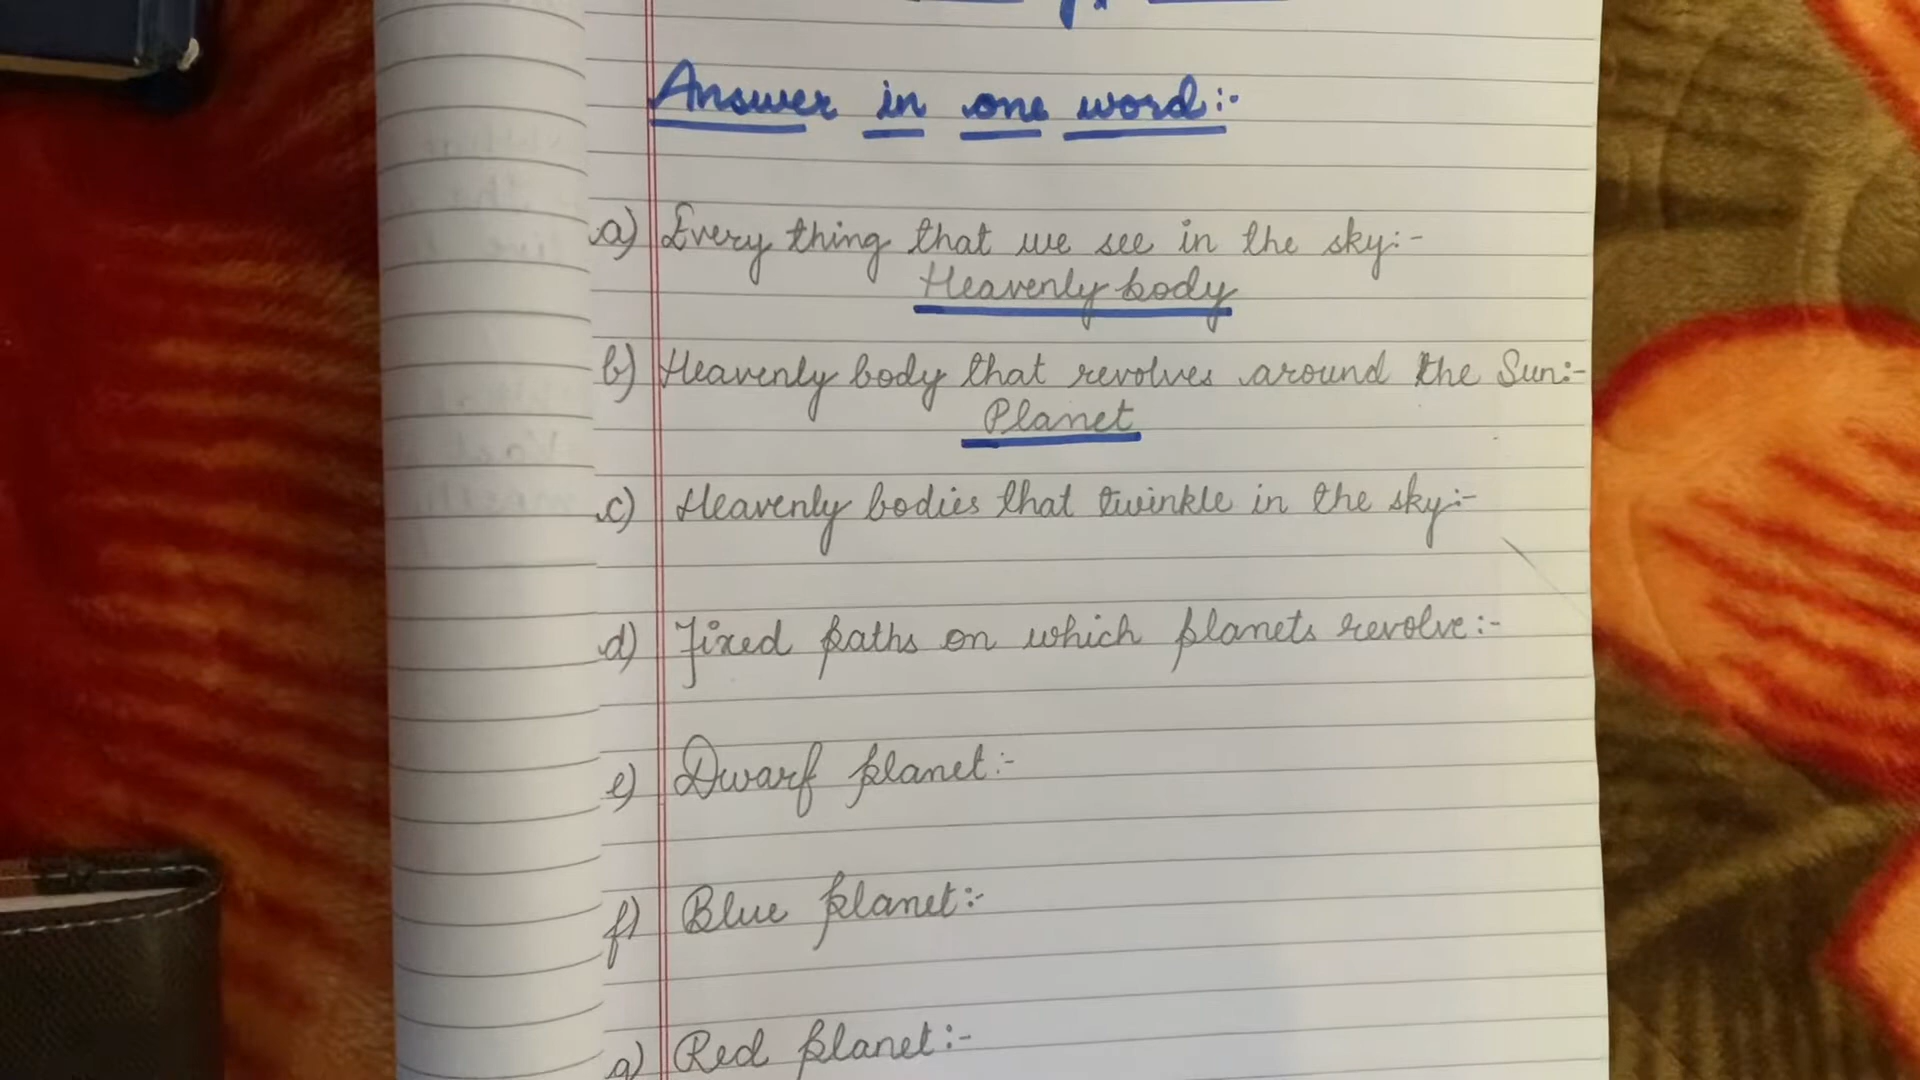 Answer in one word:-
a) Every thing that we see in the sky:-
Heavenly body
b) Heavenly body that revolves around the Sun:-
Planet
c) Heavenly bodies that twinkle in the sky:-
d) Fixed paths on which planets revolve:-
e) Dwarf planet:-
f) Blue planet:-
g) Red planet:-